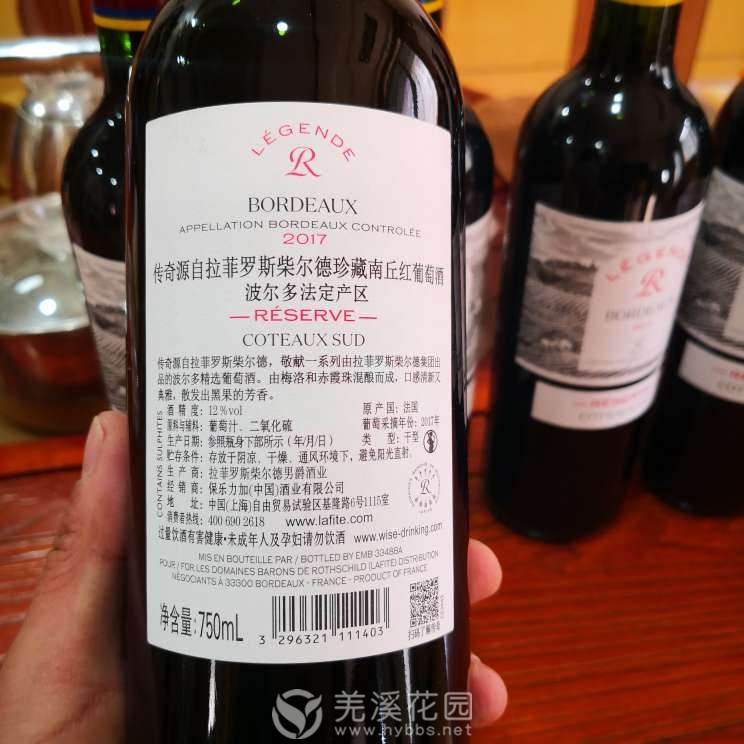 LÉGENDE
R
BORDEAUX
APPELLATION BORDEAUX CONTROLÉE
2017
传奇源自拉菲罗斯柴尔德珍藏南丘红葡萄酒
波尔多法定产区
RÉSERVE
COTEAUX SUD
传奇源自拉菲罗斯柴尔德，敬献一系列由拉菲罗斯柴尔德集团出
品的波尔多精选葡萄酒。由梅洛和赤霞珠混酿而成，口感清新又
典雅，散发出黑果的芳香。
酒 精 度: 12%vol 原 产 国: 法国
原料与辅料: 葡萄汁、二氧化硫 葡萄采摘年份: 2017年
生产日期: 参照瓶身下部所示（年/月/日） 类 型: 干型
贮存条件: 存放于阴凉、干燥、通风环境下，避免阳光直射。
生 产 商: 拉菲罗斯柴尔德男爵酒业
经 销 商: 保乐力加(中国)酒业有限公司
地 址: 中国(上海)自由贸易试验区基隆路6号1115室
消费者热线: 400 690 2618 www.lafite.com
过量饮酒有害健康·未成年人及孕妇请勿饮酒 www.wise-drinking.com
CONTAINS SULPHITES
R
MIS EN BOUTEILLE PAR / BOTTLED BY EMB 33488A
POUR / FOR LES DOMAINES BARONS DE ROTHSCHILD (LAFITE) DISTRIBUTION
NÉGOCIANTS À 33300 BORDEAUX - FRANCE - PRODUCT OF FRANCE
净含量:750mL
3 296321 111403
LÉGENDE
R
BORDEAUX
RÉSERVE
COTEAUX
羌溪花园
www.hybbs.net